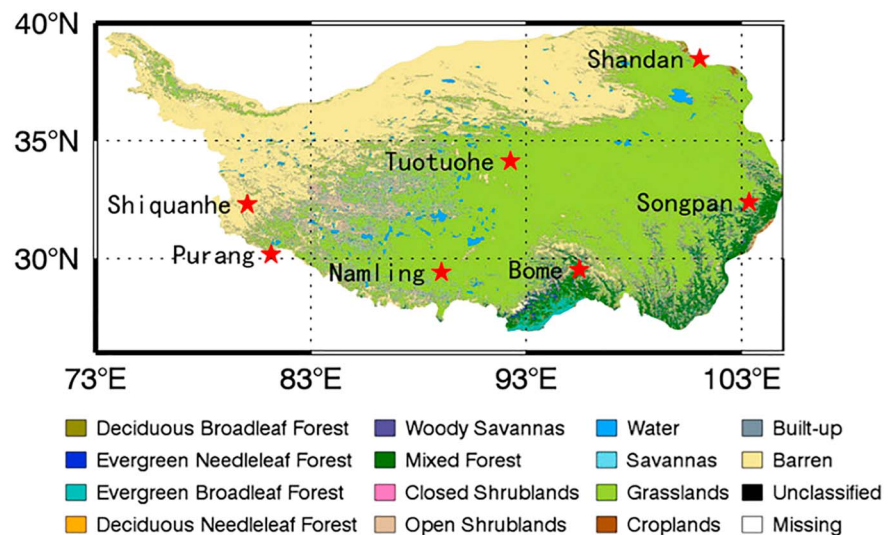 40°N
Shandan
35°N
Tuotuohe
Shiquanhe
Songpan
Purang
30°N
Namling
Bome
73°E 83°E 93°E 103°E
Deciduous Broadleaf Forest Woody Savannas Water Built-up
Evergreen Needleleaf Forest Mixed Forest Savannas Barren
Evergreen Broadleaf Forest Closed Shrublands Grasslands Unclassified
Deciduous Needleleaf Forest Open Shrublands Croplands Missing